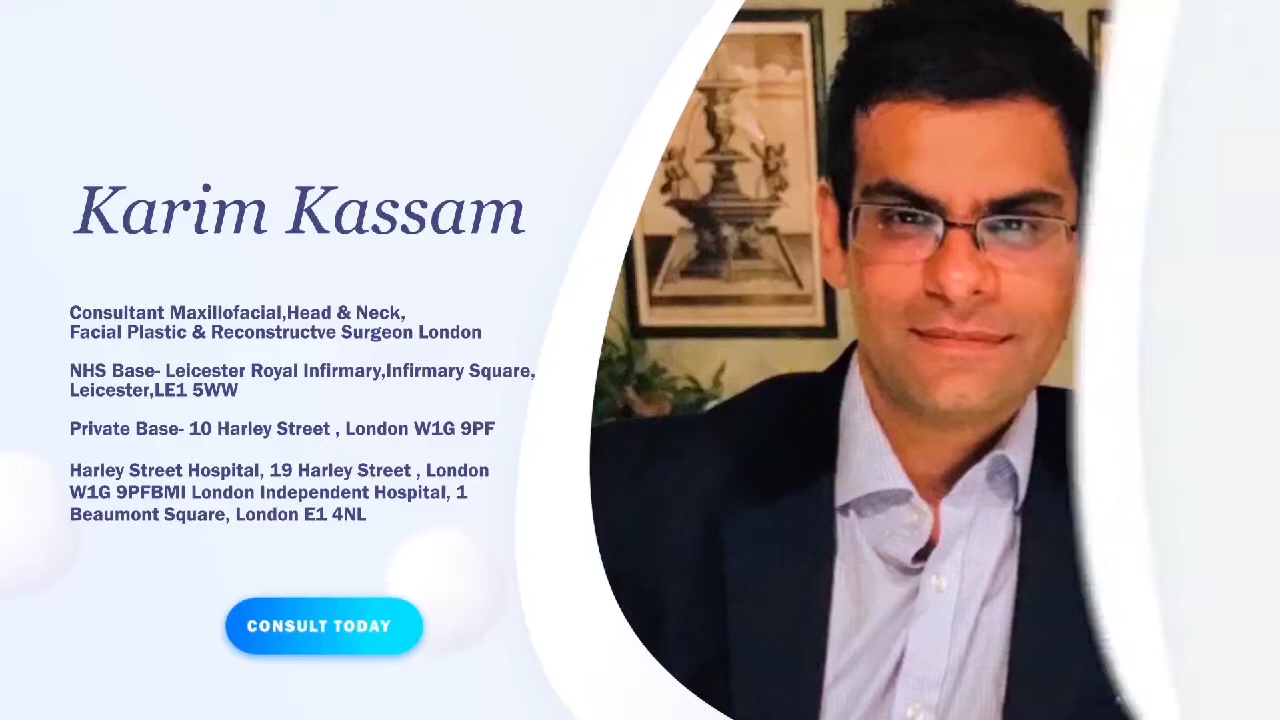 Karim Kassam
Consultant Maxillofacial,Head & Neck,
Facial Plastic & Reconstructve Surgeon London
NHS Base- Leicester Royal Infirmary,Infirmary Square,
Leicester,LE1 5WW
Private Base- 10 Harley Street , London W1G 9PF
Harley Street Hospital, 19 Harley Street , London
W1G 9PFBMI London Independent Hospital, 1
Beaumont Square, London E1 4NL
CONSULT TODAY